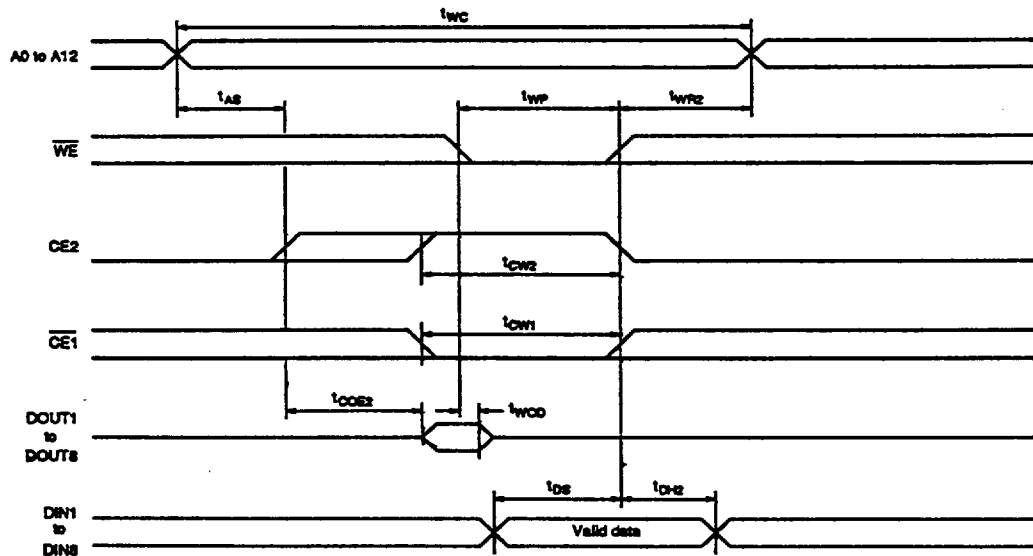 tWC
A0 to A12
tAS
tWP
tWR2
WE
CE2
tCW2
CE1
tCW1
tCOE2
tWOD
DOUT1
to
DOUT8
tDS
tDH2
DIN1
to
DIN8
Valid data